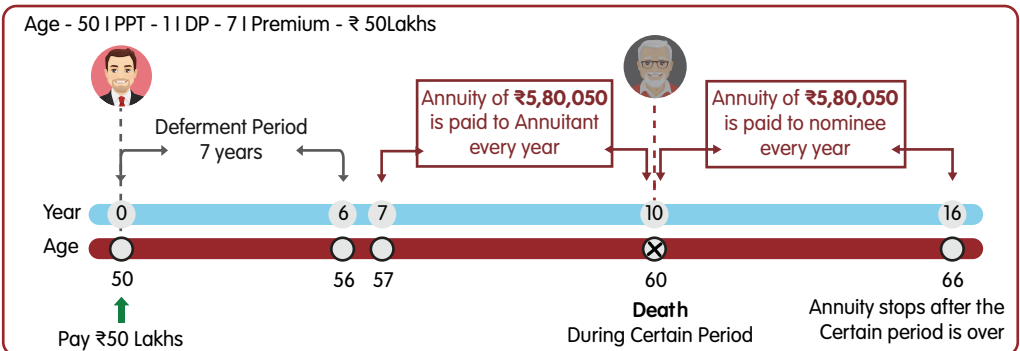 Age - 50 I PPT - 1 I DP - 7 I Premium - ₹ 50Lakhs
Deferment Period
7 years
Annuity of ₹5,80,050
is paid to Annuitant
every year
Annuity of ₹5,80,050
is paid to nominee
every year
Year 0 6 7 10 16
Age
50 56 57 60 66
Pay ₹50 Lakhs
Death
During Certain Period
Annuity stops after the
Certain period is over